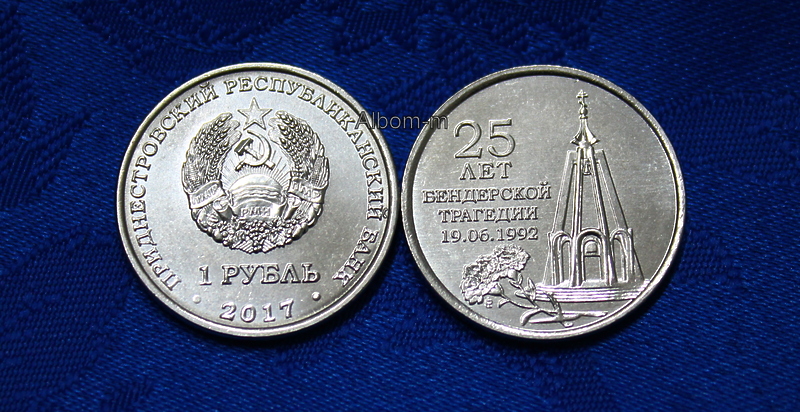 ПРИДНЕСТРОВСКИЙ РЕСПУБЛИКАНСКИЙ БАНК
1 РУБЛЬ
· 2017 ·
Albom-m
25
ЛЕТ
БЕНДЕРСКОЙ
ТРАГЕДИИ
19.06.1992